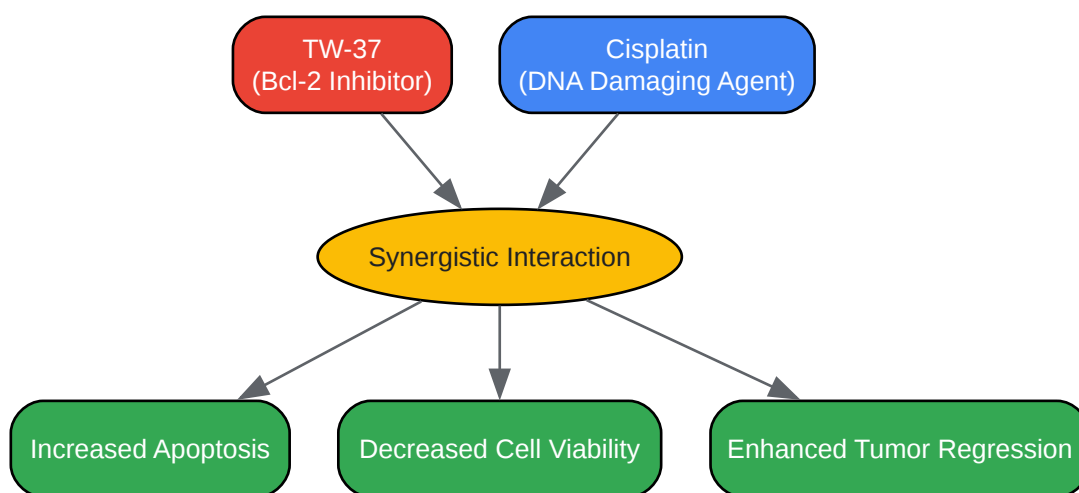 TW-37
(Bcl-2 Inhibitor)
Cisplatin
(DNA Damaging Agent)
Synergistic Interaction
Increased Apoptosis
Decreased Cell Viability
Enhanced Tumor Regression